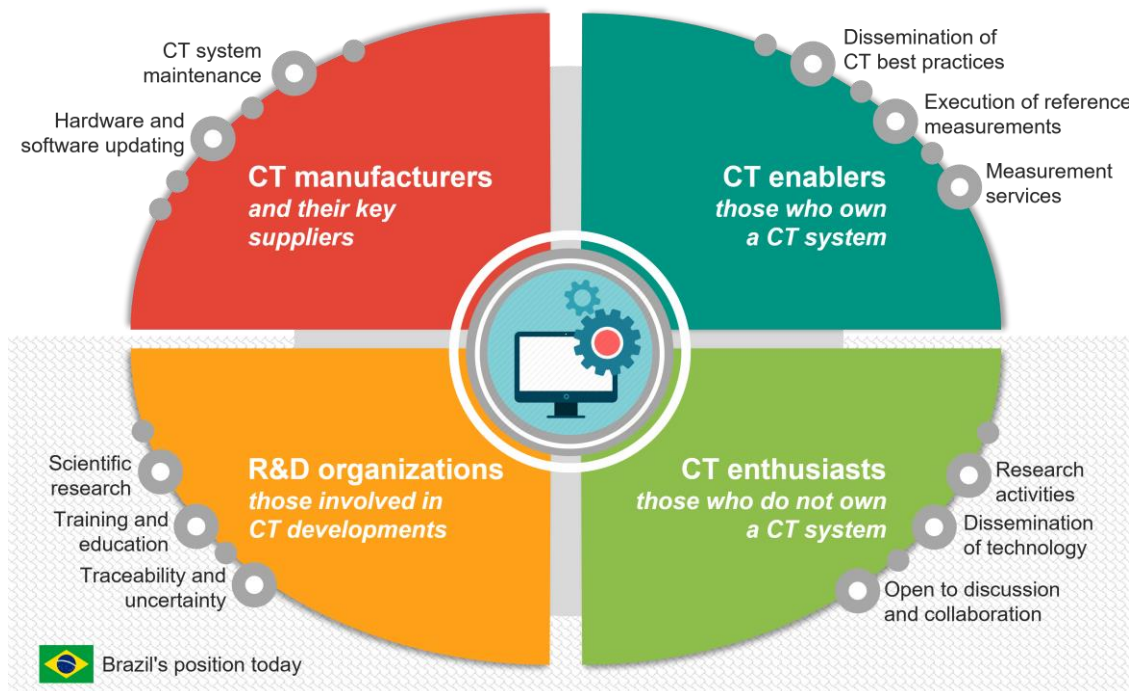 CT system
maintenance
Hardware and
software updating
CT manufacturers
and their key
suppliers
Dissemination of
CT best practices
Execution of reference
measurements
Measurement
services
CT enablers
those who own
a CT system
Scientific
research
Training and
education
Traceability and
uncertainty
R&D organizations
those involved in
CT developments
CT enthusiasts
those who do not own
a CT system
Research
activities
Dissemination
of technology
Open to discussion
and collaboration
Brazil's position today